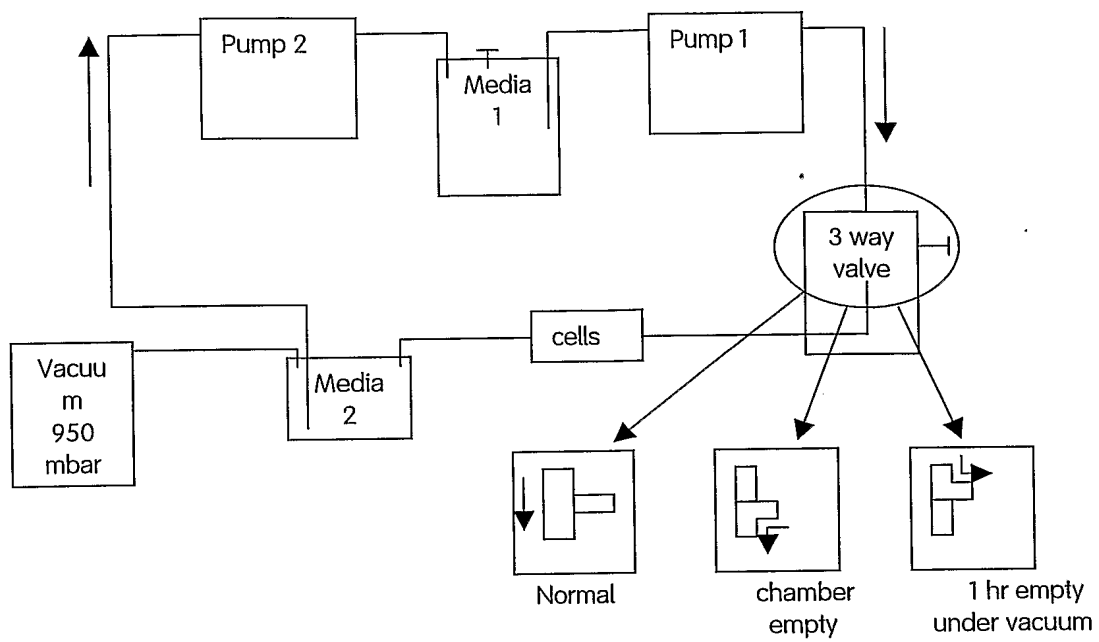 Pump 2
Media
1
Pump 1
3 way
valve
cells
Vacuu
m
950
mbar
Media
2
Normal
chamber
empty
1 hr empty
under vacuum